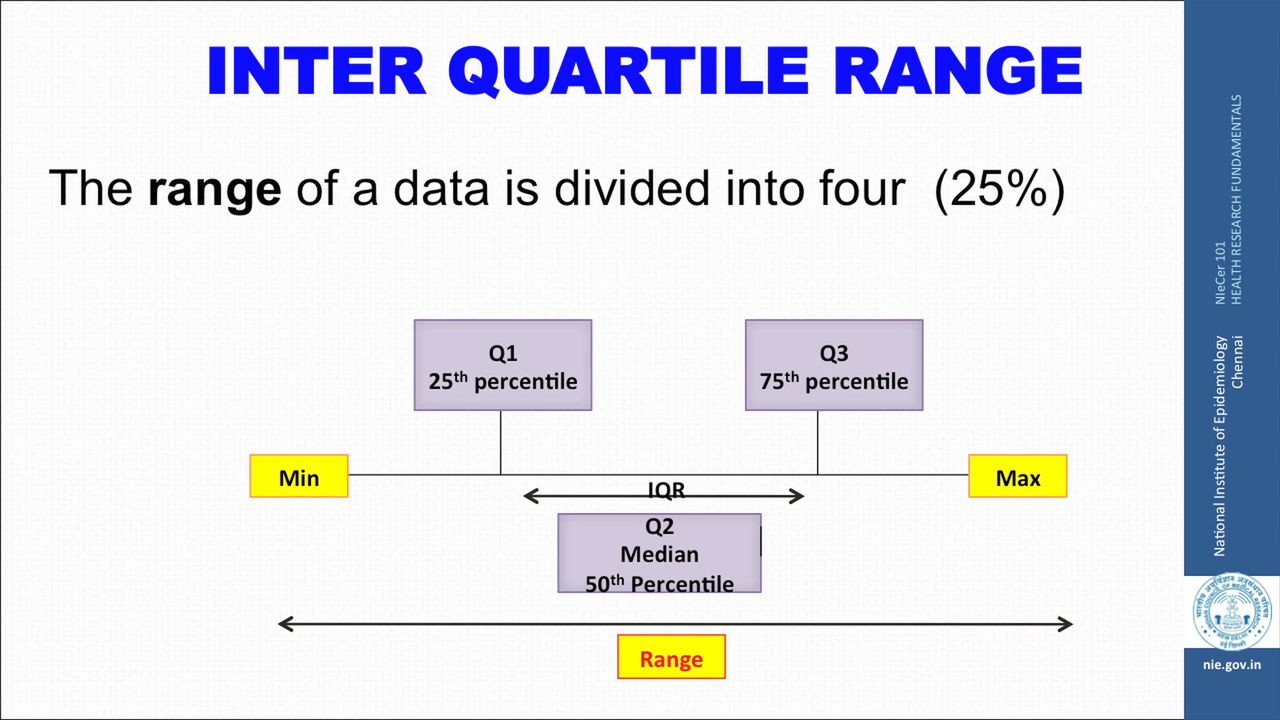 INTER QUARTILE RANGE
The range of a data is divided into four (25%)
Q1
25th percentile
Q3
75th percentile
Min
Max
IQR
Q2
Median
50th Percentile
Range
NieCer 101
HEALTH RESEARCH FUNDAMENTALS
National Institute of Epidemiology
Chennai
nie.gov.in